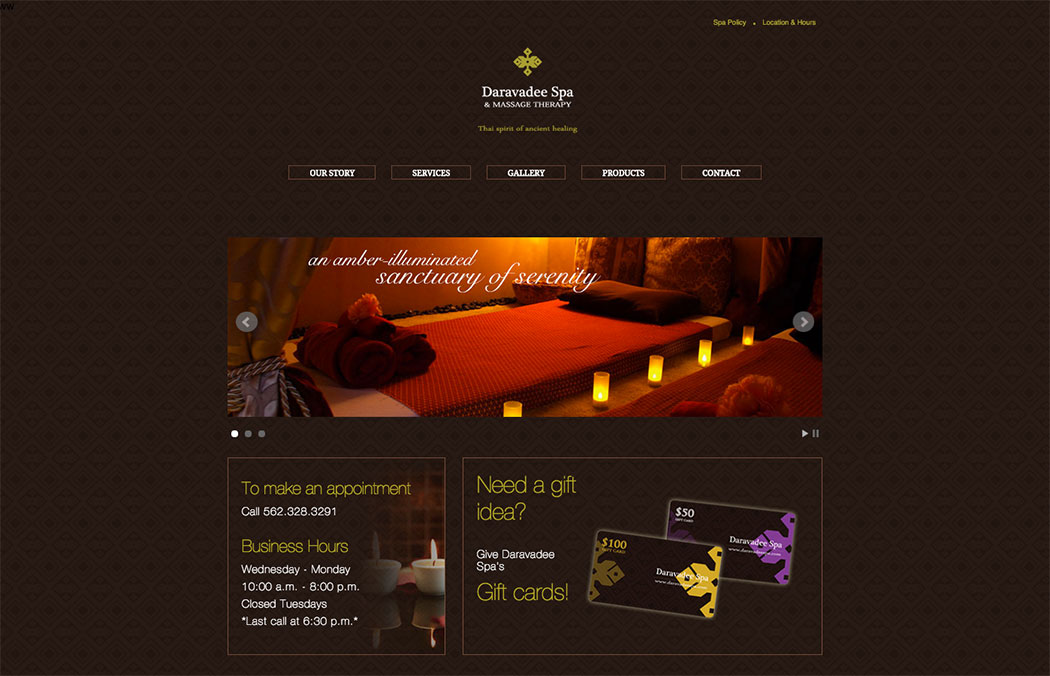 Spa Policy • Location & Hours
Daravadee Spa
& MASSAGE THERAPY
Thai spirit of ancient healing
OUR STORY
SERVICES
GALLERY
PRODUCTS
CONTACT
an amber-illuminated
sanctuary of serenity
To make an appointment
Call 562.328.3291
Business Hours
Wednesday - Monday
10:00 a.m. - 8:00 p.m.
Closed Tuesdays
*Last call at 6:30 p.m.*
Need a gift
idea?
Give Daravadee
Spa's
Gift cards!
$50
GIFT CARD
Daravadee Spa
www.daravadeespa.com
$100
GIFT CARD
Daravadee Spa
www.daravadeespa.com